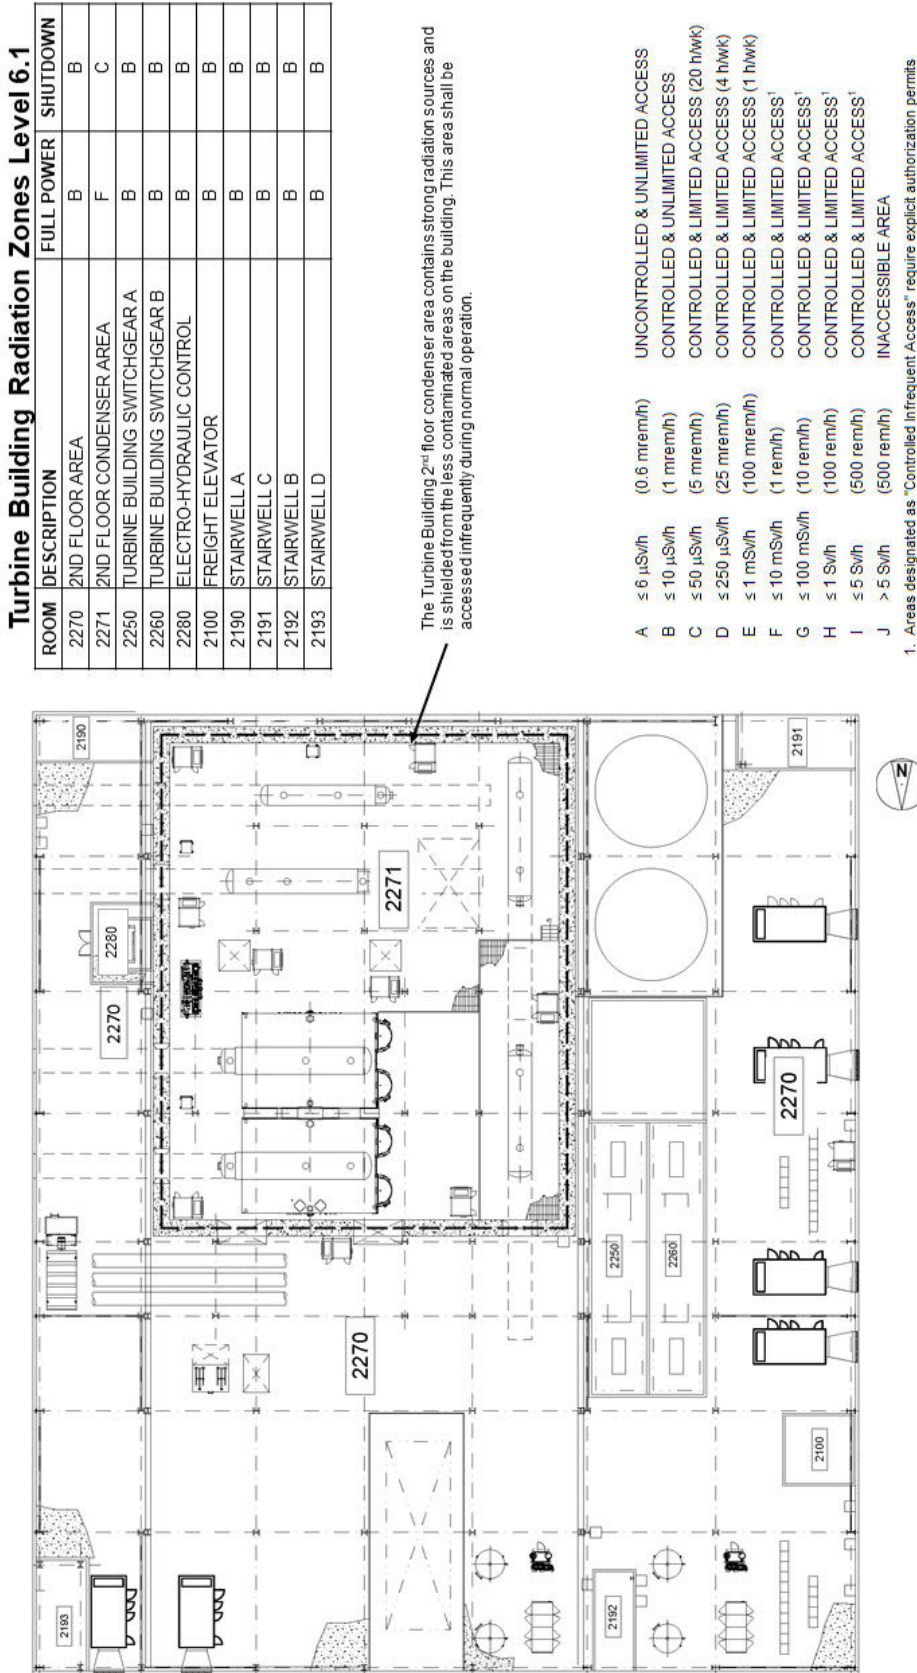 Turbine Building Radiation Zones Level 6.1
ROOM DESCRIPTION FULL POWER SHUTDOWN
2270 2ND FLOOR AREA B B
2271 2ND FLOOR CONDENSER AREA F C
2250 TURBINE BUILDING SWITCHGEAR A B B
2260 TURBINE BUILDING SWITCHGEAR B B B
2280 ELECTRO-HYDRAULIC CONTROL B B
2100 FREIGHT ELEVATOR B B
2190 STAIRWELL A B B
2191 STAIRWELL C B B
2192 STAIRWELL B B B
2193 STAIRWELL D B B
The Turbine Building 2nd floor condenser area contains strong radiation sources and
is shielded from the less contaminated areas on the building. This area shall be
accessed infrequently during normal operation.
A ≤ 6 µSv/h (0.6 mrem/h) UNCONTROLLED & UNLIMITED ACCESS
B ≤ 10 µSv/h (1 mrem/h) CONTROLLED & UNLIMITED ACCESS
C ≤ 50 µSv/h (5 mrem/h) CONTROLLED & LIMITED ACCESS (20 h/wk)
D ≤ 250 µSv/h (25 mrem/h) CONTROLLED & LIMITED ACCESS (4 h/wk)
E ≤ 1 mSv/h (100 mrem/h) CONTROLLED & LIMITED ACCESS (1 h/wk)
F ≤ 10 mSv/h (1 rem/h) CONTROLLED & LIMITED ACCESS¹
G ≤ 100 mSv/h (10 rem/h) CONTROLLED & LIMITED ACCESS¹
H ≤ 1 Sv/h (100 rem/h) CONTROLLED & LIMITED ACCESS¹
I ≤ 5 Sv/h (500 rem/h) CONTROLLED & LIMITED ACCESS¹
J > 5 Sv/h (500 rem/h) INACCESSIBLE AREA
1. Areas designated as "Controlled Infrequent Access" require explicit authorization permits
2193
2270
2280
2190
2270
2271
2192
2250
2260
2100
2270
2191
N